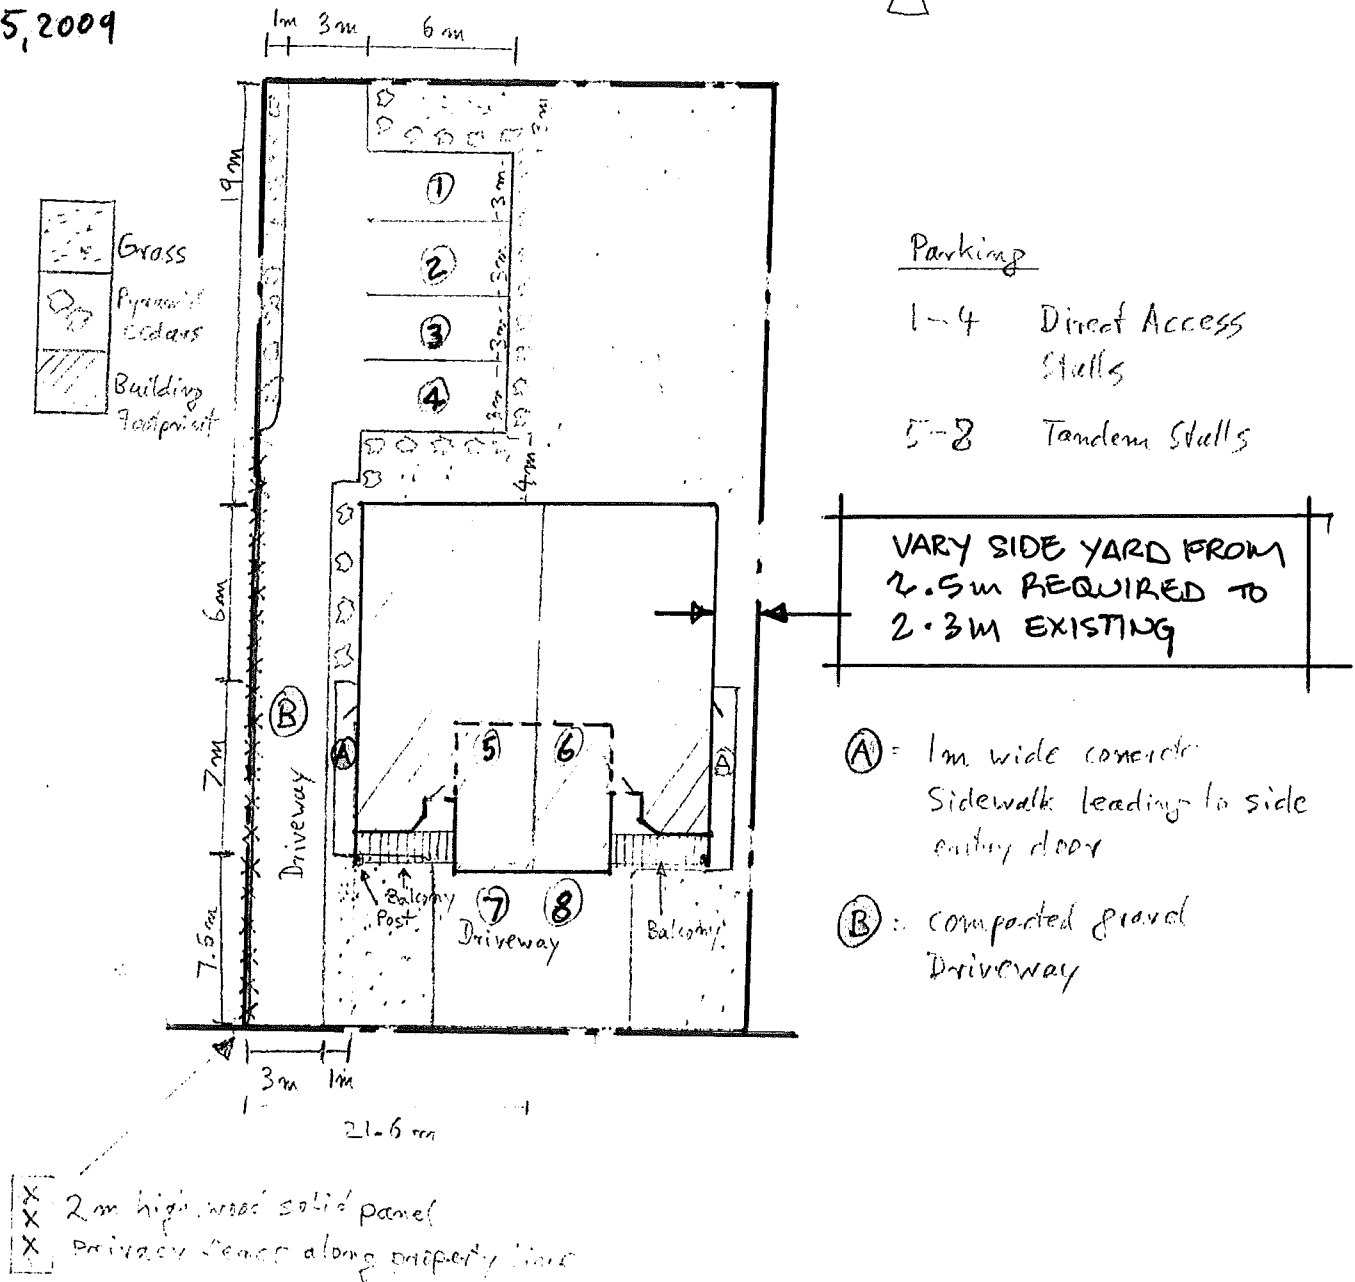 5, 2009
1m 3m 6m
3m
19m
1
3m
2
3m
3
3m
4
3m
4m
Grass
Pyramid
cedars
Building
Footprint
Parking
1-4 Direct Access
Stalls
5-8 Tandem Stalls
VARY SIDE YARD FROM
2.5m REQUIRED TO
2.3m EXISTING
6m
B
7m
A
5 6
A
Driveway
Balcony
Post
7 8
Driveway
Balcony
7.5m
A = 1m wide concrete
Sidewalk leading to side
entry door
B = compacted gravel
Driveway
3m 1m
21.6m
X 2m high wood solid panel
X
X privacy fence along property line